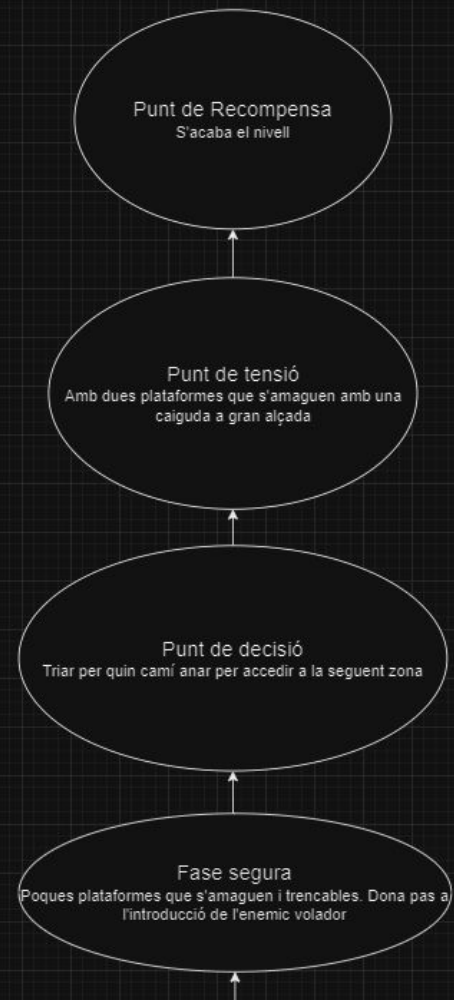 Punt de Recompensa
S'acaba el nivell
Punt de tensió
Amb dues plataformes que s'amaguen amb una
caiguda a gran alçada
Punt de decisió
Triar per quin camí anar per accedir a la seguent zona
Fase segura
Poques plataformes que s'amaguen i trencables. Dona pas a
l'introducció de l'enemic volador